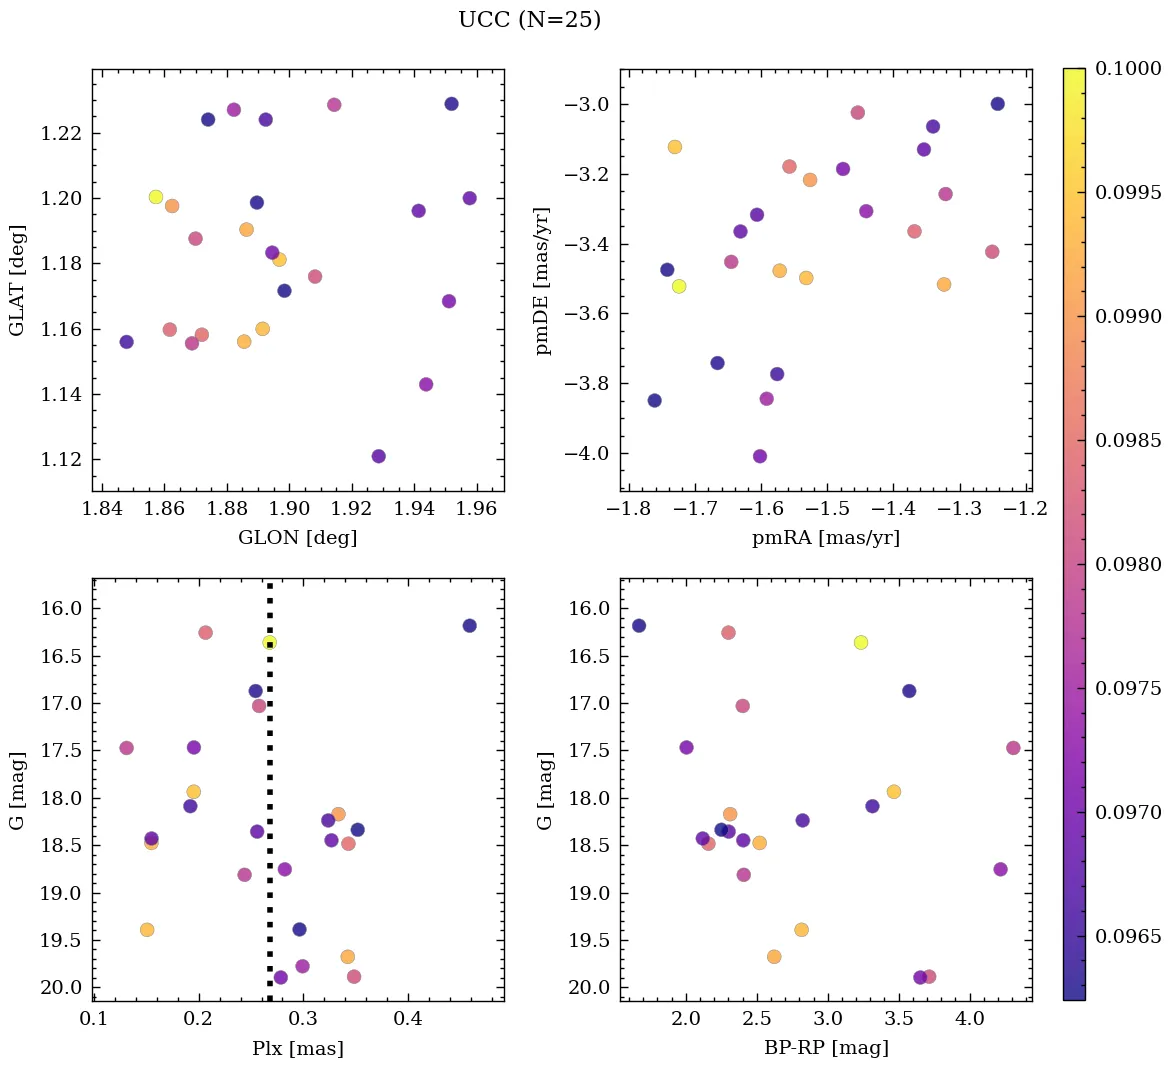 UCC (N=25)
1.22
1.20
1.18
1.16
1.14
1.12
GLAT [deg]
1.84 1.86 1.88 1.90 1.92 1.94 1.96
GLON [deg]
−3.0
−3.2
−3.4
−3.6
−3.8
−4.0
pmDE [mas/yr]
−1.8 −1.7 −1.6 −1.5 −1.4 −1.3 −1.2
pmRA [mas/yr]
16.0
16.5
17.0
17.5
18.0
18.5
19.0
19.5
20.0
G [mag]
0.1 0.2 0.3 0.4
Plx [mas]
16.0
16.5
17.0
17.5
18.0
18.5
19.0
19.5
20.0
G [mag]
2.0 2.5 3.0 3.5 4.0
BP-RP [mag]
0.1000
0.0995
0.0990
0.0985
0.0980
0.0975
0.0970
0.0965